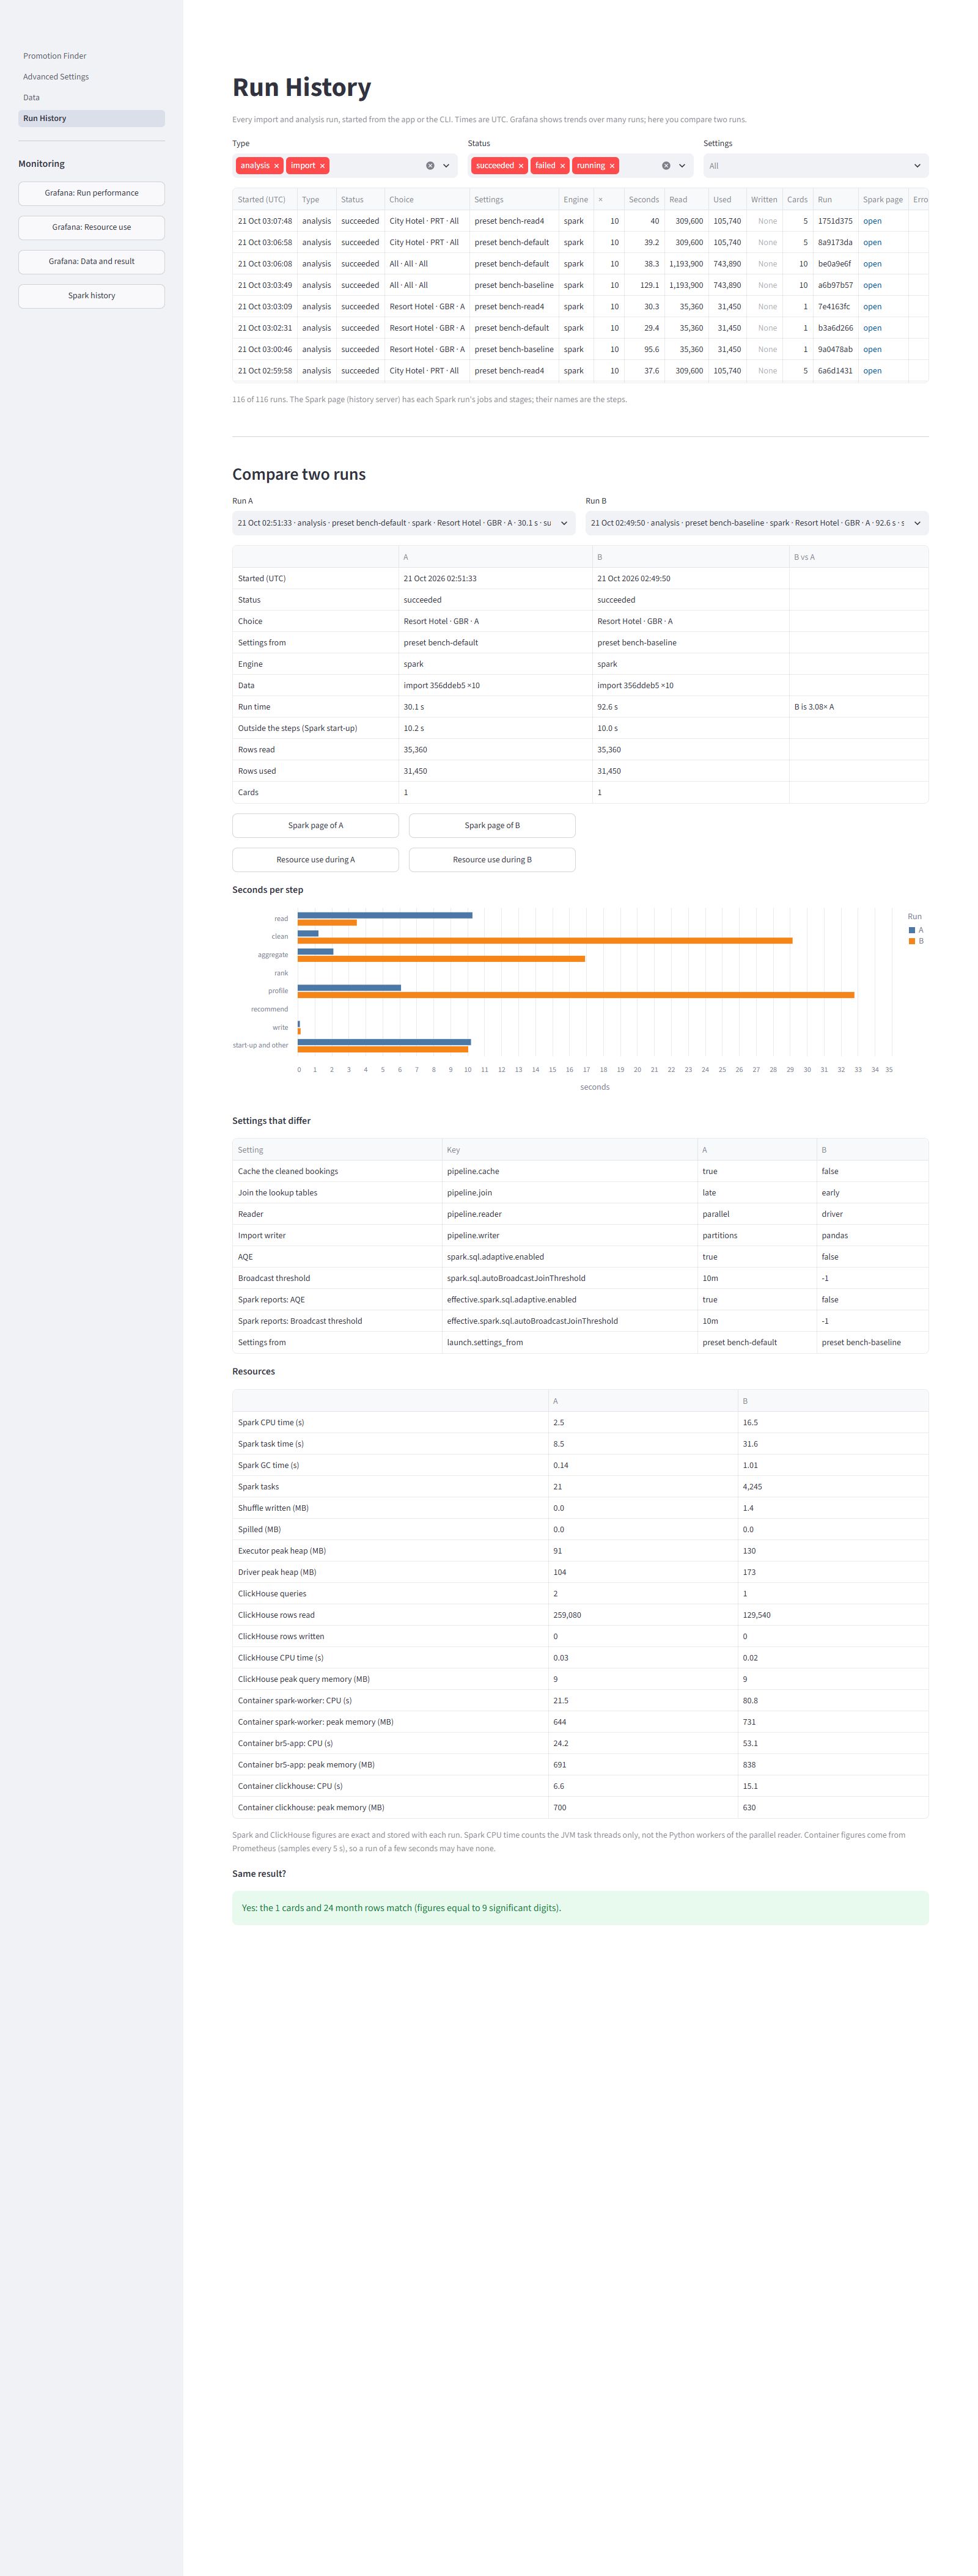 Promotion Finder
Advanced Settings
Data
Run History
Monitoring
Grafana: Run performance
Grafana: Resource use
Grafana: Data and result
Spark history
Run History
Every import and analysis run, started from the app or the CLI. Times are UTC. Grafana shows trends over many runs; here you compare two runs.
Type Status Settings
analysis × import × succeeded × failed × running × All
Started (UTC) Type Status Choice Settings Engine × Seconds Read Used Written Cards Run Spark page Erro
21 Oct 03:07:48 analysis succeeded City Hotel · PRT · All preset bench-read4 spark 10 40 309,600 105,740 None 5 1751d375 open
21 Oct 03:06:58 analysis succeeded City Hotel · PRT · All preset bench-default spark 10 39.2 309,600 105,740 None 5 8a9173da open
21 Oct 03:06:08 analysis succeeded All · All · All preset bench-default spark 10 38.3 1,193,900 743,890 None 10 be0a9e6f open
21 Oct 03:03:49 analysis succeeded All · All · All preset bench-baseline spark 10 129.1 1,193,900 743,890 None 10 a6b97b57 open
21 Oct 03:03:09 analysis succeeded Resort Hotel · GBR · A preset bench-read4 spark 10 30.3 35,360 31,450 None 1 7e4163fc open
21 Oct 03:02:31 analysis succeeded Resort Hotel · GBR · A preset bench-default spark 10 29.4 35,360 31,450 None 1 b3a6d266 open
21 Oct 03:00:46 analysis succeeded Resort Hotel · GBR · A preset bench-baseline spark 10 95.6 35,360 31,450 None 1 9a0478ab open
21 Oct 02:59:58 analysis succeeded City Hotel · PRT · All preset bench-read4 spark 10 37.6 309,600 105,740 None 5 6a6d1431 open
116 of 116 runs. The Spark page (history server) has each Spark run's jobs and stages; their names are the steps.
Compare two runs
Run A Run B
21 Oct 02:51:33 · analysis · preset bench-default · spark · Resort Hotel · GBR · A · 30.1 s · su 21 Oct 02:49:50 · analysis · preset bench-baseline · spark · Resort Hotel · GBR · A · 92.6 s · s
A B B vs A
Started (UTC) 21 Oct 2026 02:51:33 21 Oct 2026 02:49:50
Status succeeded succeeded
Choice Resort Hotel · GBR · A Resort Hotel · GBR · A
Settings from preset bench-default preset bench-baseline
Engine spark spark
Data import 356ddeb5 ×10 import 356ddeb5 ×10
Run time 30.1 s 92.6 s B is 3.08× A
Outside the steps (Spark start-up) 10.2 s 10.0 s
Rows read 35,360 35,360
Rows used 31,450 31,450
Cards 1 1
Spark page of A Spark page of B
Resource use during A Resource use during B
Seconds per step
Run
A
B
read
clean
aggregate
rank
profile
recommend
write
start-up and other
0 1 2 3 4 5 6 7 8 9 10 11 12 13 14 15 16 17 18 19 20 21 22 23 24 25 26 27 28 29 30 31 32 33 34 35
seconds
Settings that differ
Setting Key A B
Cache the cleaned bookings pipeline.cache true false
Join the lookup tables pipeline.join late early
Reader pipeline.reader parallel driver
Import writer pipeline.writer partitions pandas
AQE spark.sql.adaptive.enabled true false
Broadcast threshold spark.sql.autoBroadcastJoinThreshold 10m -1
Spark reports: AQE effective.spark.sql.adaptive.enabled true false
Spark reports: Broadcast threshold effective.spark.sql.autoBroadcastJoinThreshold 10m -1
Settings from launch.settings_from preset bench-default preset bench-baseline
Resources
A B
Spark CPU time (s) 2.5 16.5
Spark task time (s) 8.5 31.6
Spark GC time (s) 0.14 1.01
Spark tasks 21 4,245
Shuffle written (MB) 0.0 1.4
Spilled (MB) 0.0 0.0
Executor peak heap (MB) 91 130
Driver peak heap (MB) 104 173
ClickHouse queries 2 1
ClickHouse rows read 259,080 129,540
ClickHouse rows written 0 0
ClickHouse CPU time (s) 0.03 0.02
ClickHouse peak query memory (MB) 9 9
Container spark-worker: CPU (s) 21.5 80.8
Container spark-worker: peak memory (MB) 644 731
Container br5-app: CPU (s) 24.2 53.1
Container br5-app: peak memory (MB) 691 838
Container clickhouse: CPU (s) 6.6 15.1
Container clickhouse: peak memory (MB) 700 630
Spark and ClickHouse figures are exact and stored with each run. Spark CPU time counts the JVM task threads only, not the Python workers of the parallel reader. Container figures come from
Prometheus (samples every 5 s), so a run of a few seconds may have none.
Same result?
Yes: the 1 cards and 24 month rows match (figures equal to 9 significant digits).